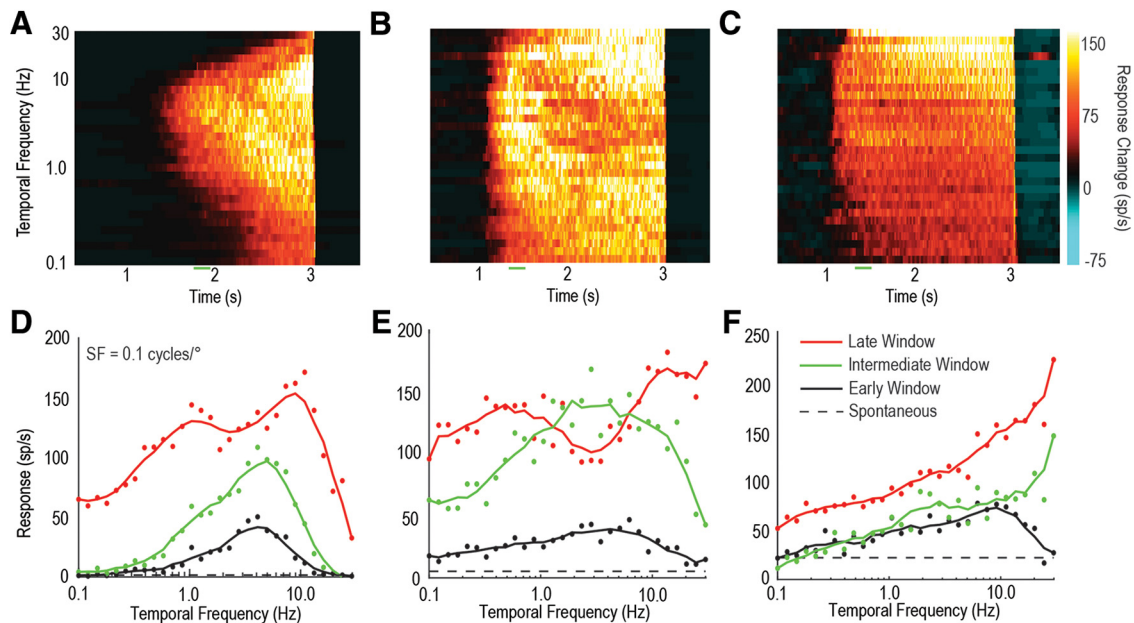 A
B
C
30
10
1.0
0.1
Temporal Frequency (Hz)
1
2
3
Time (s)
1
2
3
Time (s)
1
2
3
Time (s)
150
75
0
-75
Response Change (sp/s)
D
E
F
200
150
100
50
0
Response (sp/s)
SF = 0.1 cycles/°
0.1
1.0
10.0
Temporal Frequency (Hz)
200
150
100
50
0
0.1
1.0
10.0
Temporal Frequency (Hz)
250
200
150
100
50
0
Late Window
Intermediate Window
Early Window
Spontaneous
0.1
1.0
10.0
Temporal Frequency (Hz)